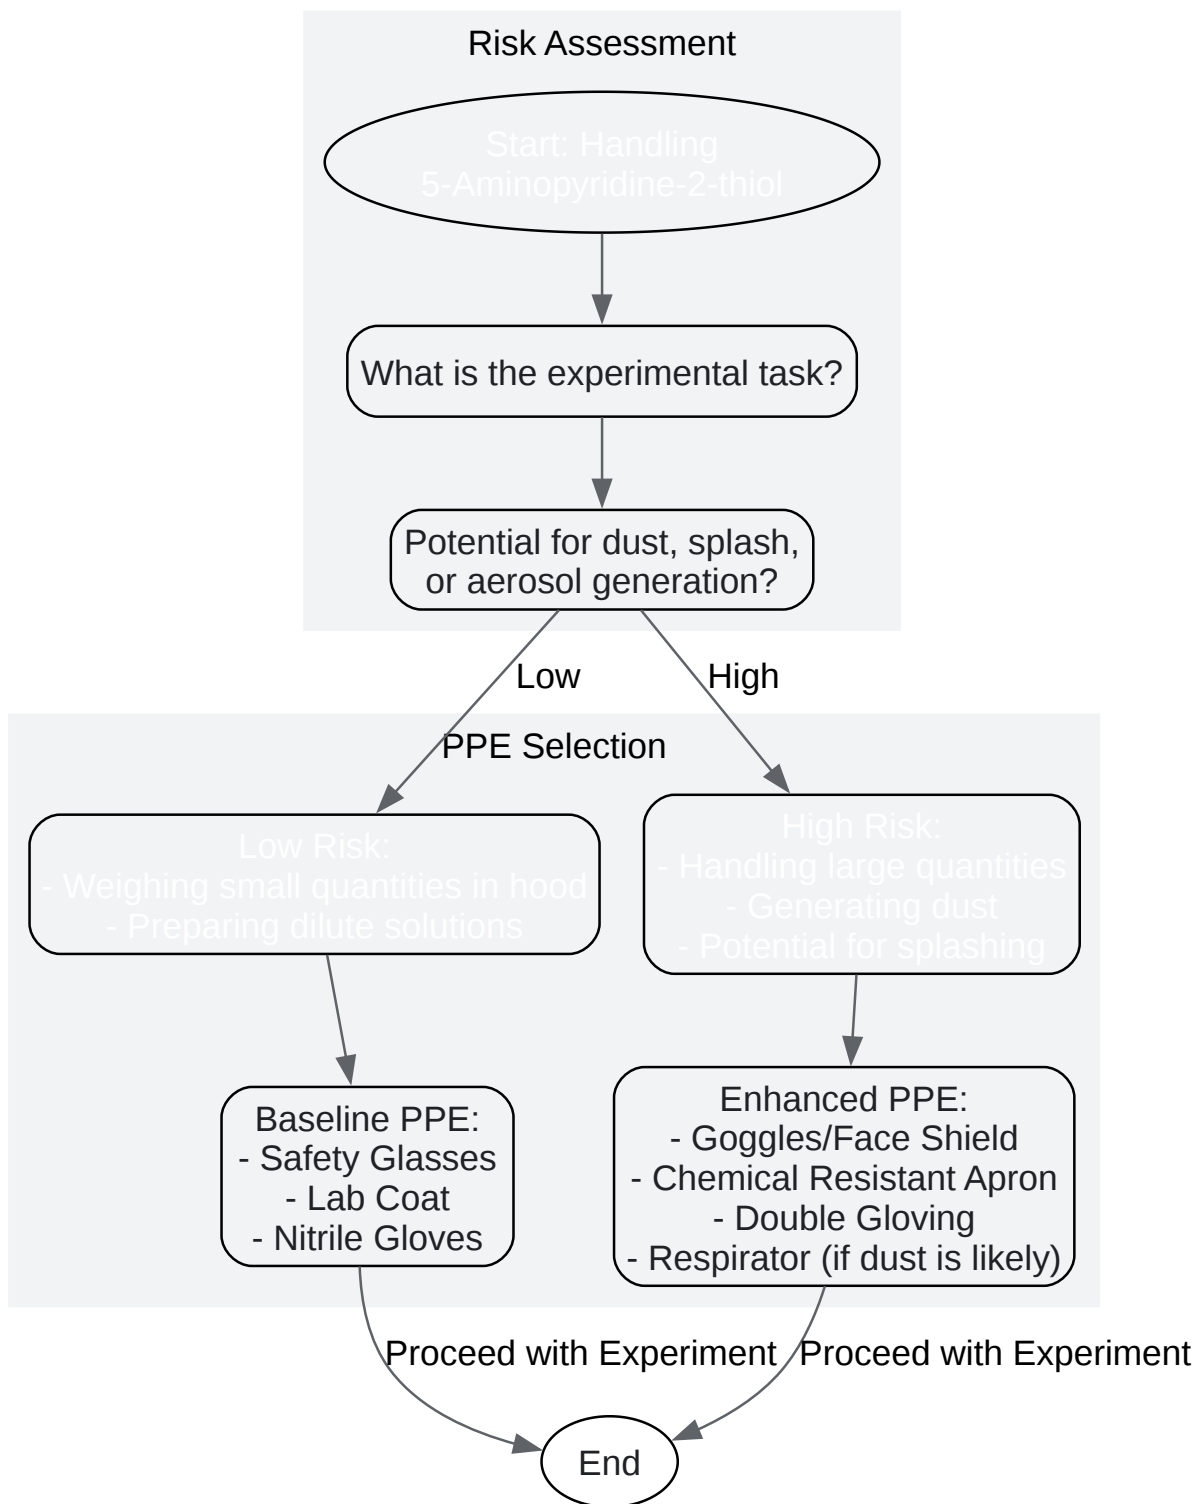 Risk Assessment
Start: Handling
5-Aminopyridine-2-thiol
What is the experimental task?
Potential for dust, splash,
or aerosol generation?
Low
High
PPE Selection
Low Risk:
- Weighing small quantities in hood
- Preparing dilute solutions
High Risk:
- Handling large quantities
- Generating dust
- Potential for splashing
Baseline PPE:
- Safety Glasses
- Lab Coat
- Nitrile Gloves
Enhanced PPE:
- Goggles/Face Shield
- Chemical Resistant Apron
- Double Gloving
- Respirator (if dust is likely)
Proceed with Experiment
Proceed with Experiment
End